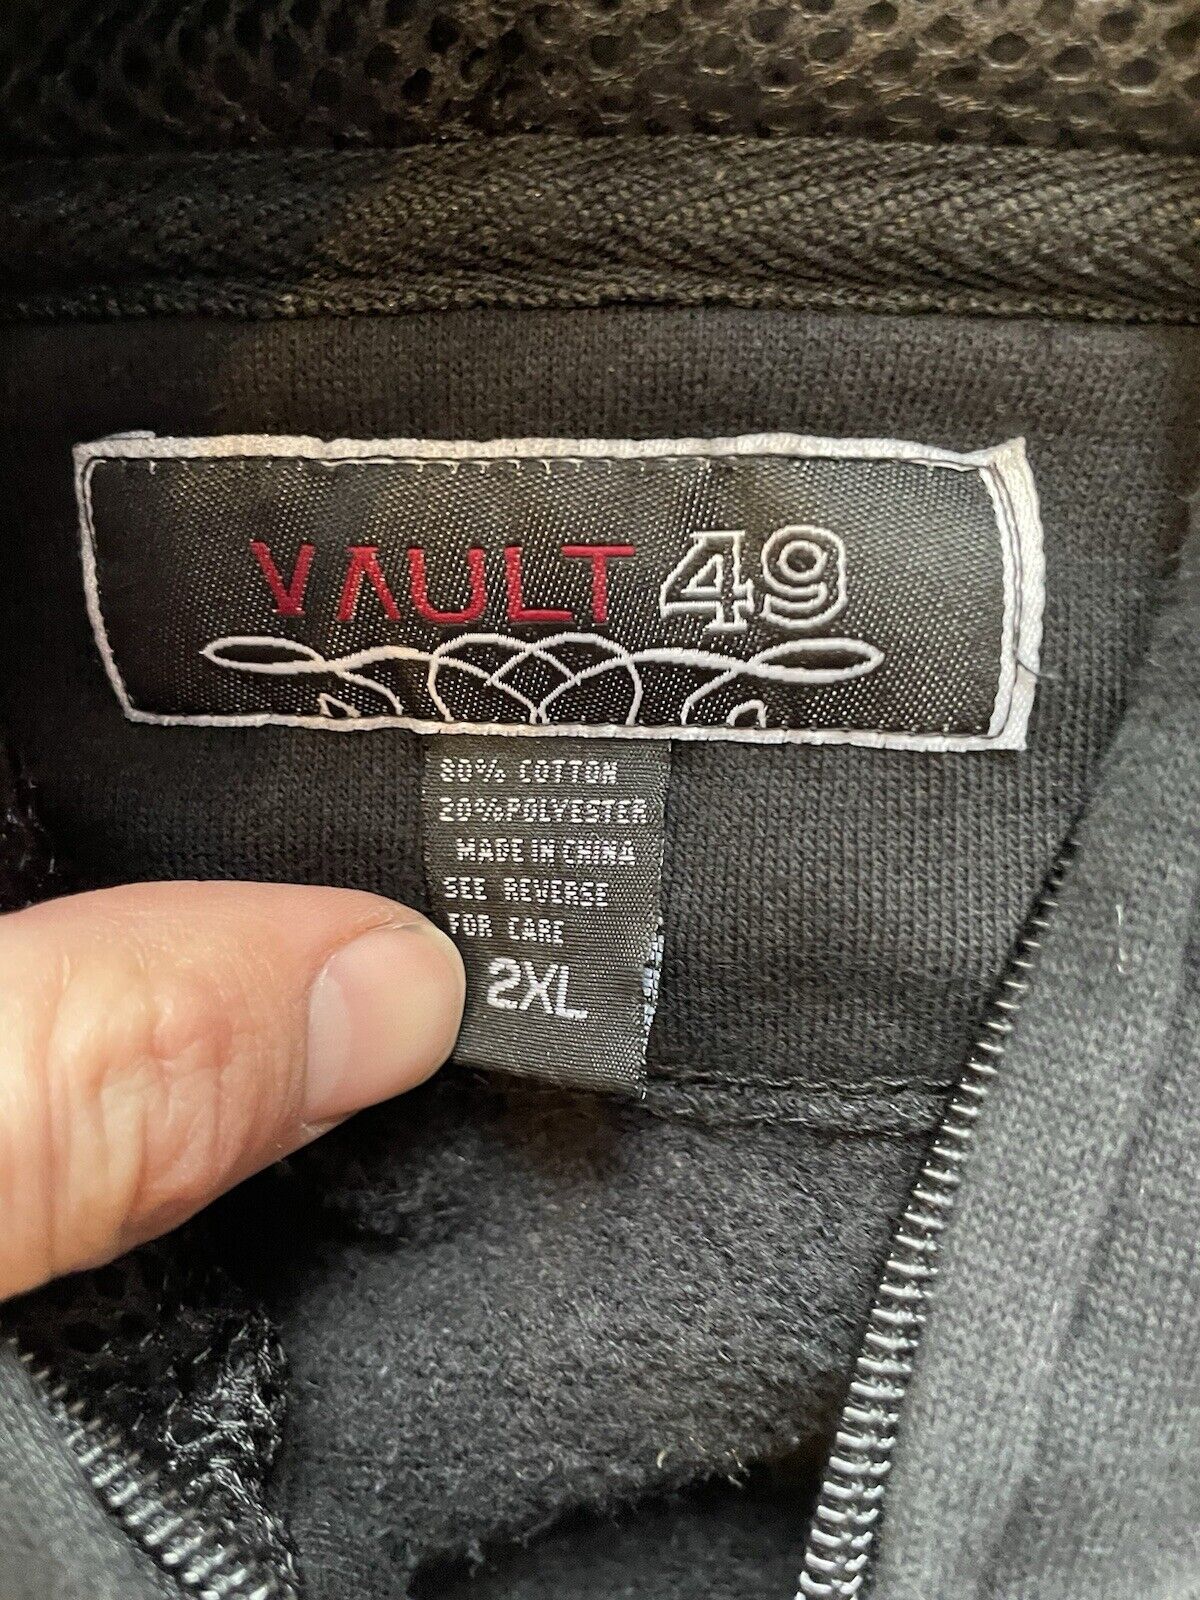 VAULT 49
80% COTTON
20%POLYESTER
MADE IN CHINA
SEE REVERSE
FOR CARE
2XL